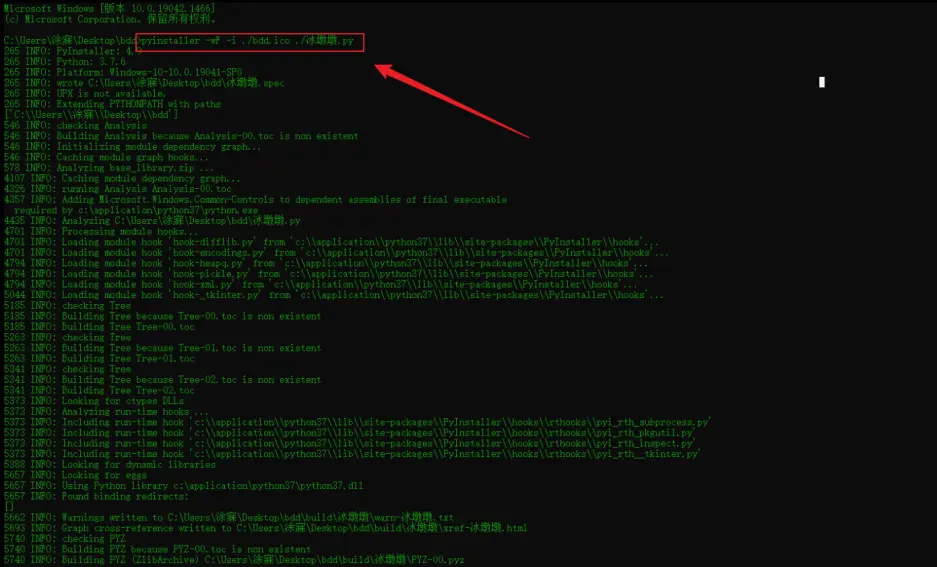 Microsoft Windows [版本 10.0.19042.1466]
(c) Microsoft Corporation。保留所有权利。
C:\Users\徐寐\Desktop\bdd>pyinstaller -wF -i ./bdd.ico ./冰墩墩.py
265 INFO: PyInstaller: 4.
265 INFO: Python: 3.7.6
265 INFO: Platform: Windows-10-10.0.19041-SP0
265 INFO: wrote C:\Users\徐寐\Desktop\bdd\冰墩墩.spec
265 INFO: UPX is not available.
265 INFO: Extending PYTHONPATH with paths
['C:\\Users\\徐寐\\Desktop\\bdd']
546 INFO: checking Analysis
546 INFO: Building Analysis because Analysis-00.toc is non existent
546 INFO: Initializing module dependency graph...
546 INFO: Caching module graph hooks...
578 INFO: Analyzing base_library.zip ...
4107 INFO: Caching module dependency graph...
4326 INFO: running Analysis Analysis-00.toc
4357 INFO: Adding Microsoft.Windows.Common-Controls to dependent assemblies of final executable
required by c:\application\python37\python.exe
4435 INFO: Analyzing C:\Users\徐寐\Desktop\bdd\冰墩墩.py
4701 INFO: Processing module hooks...
4701 INFO: Loading module hook 'hook-difflib.py' from 'c:\\application\\python37\\lib\\site-packages\\PyInstaller\\hooks'...
4701 INFO: Loading module hook 'hook-encodings.py' from 'c:\\application\\python37\\lib\\site-packages\\PyInstaller\\hooks'...
4794 INFO: Loading module hook 'hook-heapq.py' from 'c:\\application\\python37\\lib\\site-packages\\PyInstaller\\hooks'...
4794 INFO: Loading module hook 'hook-pickle.py' from 'c:\\application\\python37\\lib\\site-packages\\PyInstaller\\hooks'...
4794 INFO: Loading module hook 'hook-xml.py' from 'c:\\application\\python37\\lib\\site-packages\\PyInstaller\\hooks'...
5044 INFO: Loading module hook 'hook-_tkinter.py' from 'c:\\application\\python37\\lib\\site-packages\\PyInstaller\\hooks'...
5185 INFO: checking Tree
5185 INFO: Building Tree because Tree-00.toc is non existent
5185 INFO: Building Tree Tree-00.toc
5263 INFO: checking Tree
5263 INFO: Building Tree because Tree-01.toc is non existent
5263 INFO: Building Tree Tree-01.toc
5341 INFO: checking Tree
5341 INFO: Building Tree because Tree-02.toc is non existent
5341 INFO: Building Tree Tree-02.toc
5373 INFO: Looking for ctypes DLLs
5373 INFO: Analyzing run-time hooks ...
5373 INFO: Including run-time hook 'c:\\application\\python37\\lib\\site-packages\\PyInstaller\\hooks\\rthooks\\pyi_rth_subprocess.py'
5373 INFO: Including run-time hook 'c:\\application\\python37\\lib\\site-packages\\PyInstaller\\hooks\\rthooks\\pyi_rth_pkgutil.py'
5373 INFO: Including run-time hook 'c:\\application\\python37\\lib\\site-packages\\PyInstaller\\hooks\\rthooks\\pyi_rth_inspect.py'
5373 INFO: Including run-time hook 'c:\\application\\python37\\lib\\site-packages\\PyInstaller\\hooks\\rthooks\\pyi_rth__tkinter.py'
5388 INFO: Looking for dynamic libraries
5657 INFO: Looking for eggs
5657 INFO: Using Python library c:\application\python37\python37.dll
5657 INFO: Found binding redirects:
[]
5662 INFO: Warnings written to C:\Users\徐寐\Desktop\bdd\build\冰墩墩\warn-冰墩墩.txt
5693 INFO: Graph cross-reference written to C:\Users\徐寐\Desktop\bdd\build\冰墩墩\xref-冰墩墩.html
5740 INFO: checking PYZ
5740 INFO: Building PYZ because PYZ-00.toc is non existent
5740 INFO: Building PYZ (ZlibArchive) C:\Users\徐寐\Desktop\bdd\build\冰墩墩\PYZ-00.pyz